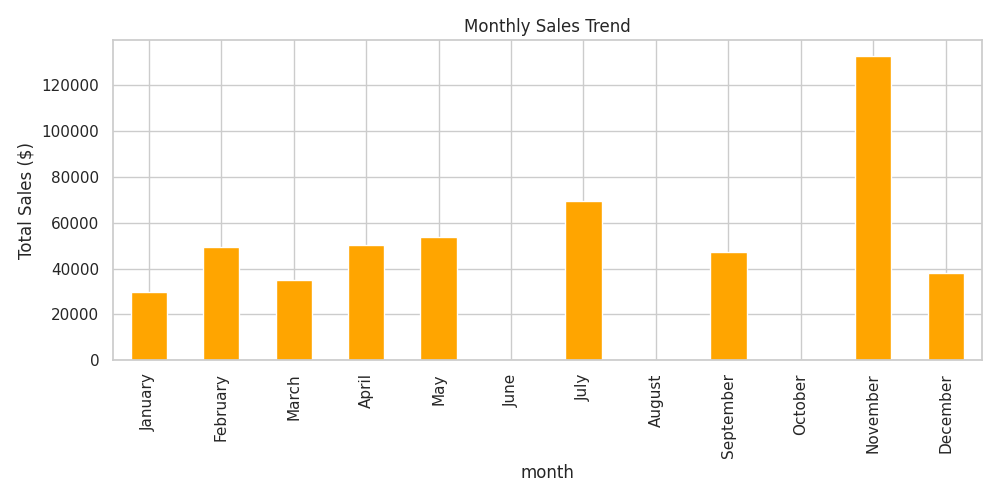 Monthly Sales Trend
Total Sales ($)
120000
100000
80000
60000
40000
20000
0
January
February
March
April
May
June
July
August
September
October
November
December
month